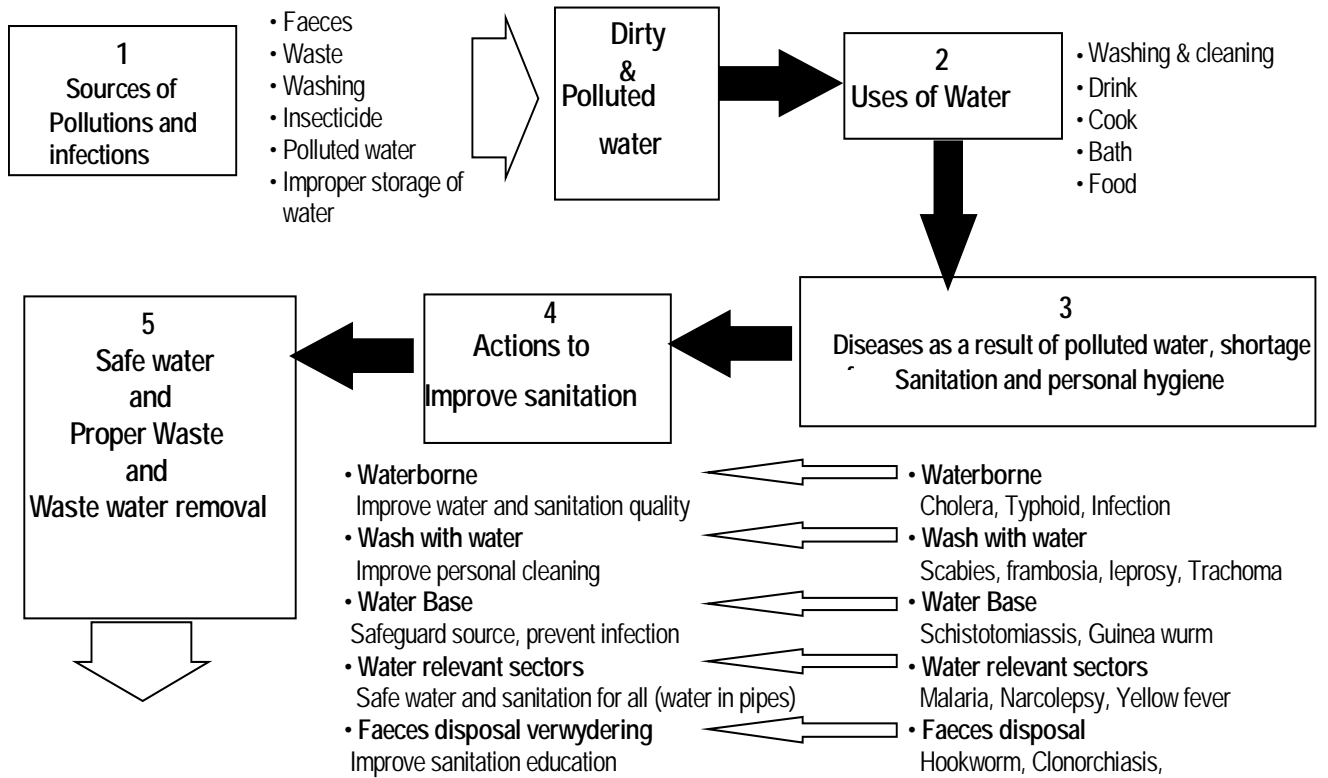 1
Sources of
Pollutions and
infections
• Faeces
• Waste
• Washing
• Insecticide
• Polluted water
• Improper storage of
water
Dirty
&
Polluted
water
2
Uses of Water
• Washing & cleaning
• Drink
• Cook
• Bath
• Food
3
Diseases as a result of polluted water, shortage
Sanitation and personal hygiene
4
Actions to
Improve sanitation
5
Safe water
and
Proper Waste
and
Waste water removal
• Waterborne
Improve water and sanitation quality
• Wash with water
Improve personal cleaning
• Water Base
Safeguard source, prevent infection
• Water relevant sectors
Safe water and sanitation for all (water in pipes)
• Faeces disposal verwydering
Improve sanitation education
• Waterborne
Cholera, Typhoid, Infection
• Wash with water
Scabies, frambosia, leprosy, Trachoma
• Water Base
Schistotomiassis, Guinea wurm
• Water relevant sectors
Malaria, Narcolepsy, Yellow fever
• Faeces disposal
Hookworm, Clonorchiasis,